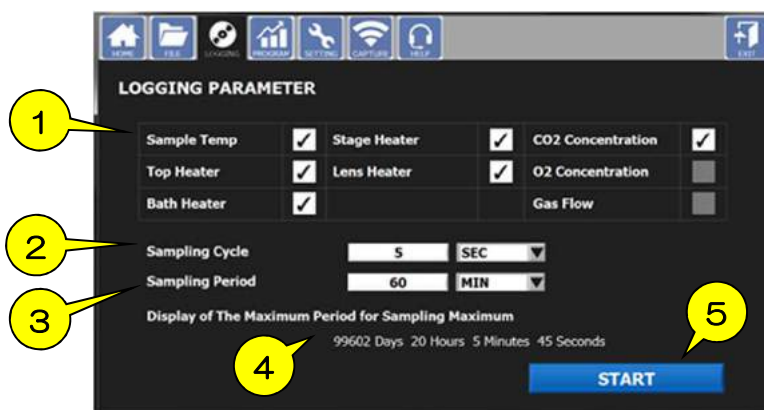 HOME FILE LOGGING PROGRAM SETTING CAPTURE HELP EXIT
LOGGING PARAMETER
1
Sample Temp ✓ Stage Heater ✓ CO2 Concentration ✓
Top Heater ✓ Lens Heater ✓ O2 Concentration
Bath Heater ✓ Gas Flow
2
Sampling Cycle 5 SEC
Sampling Period 60 MIN
3
Display of The Maximum Period for Sampling Maximum
4
99602 Days 20 Hours 5 Minutes 45 Seconds
5
START